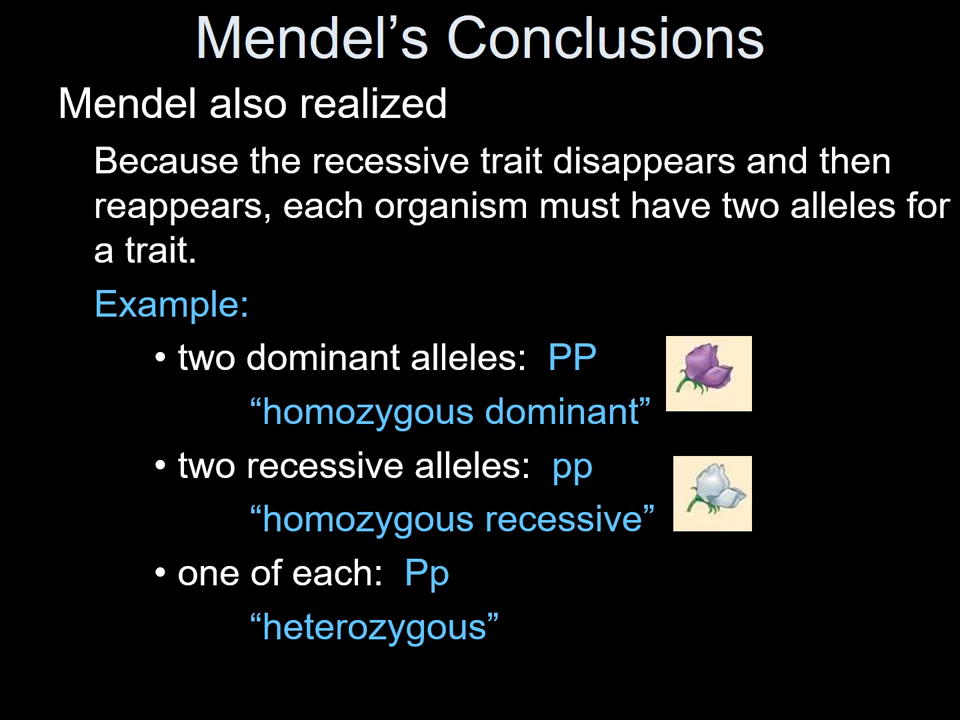 Mendel’s Conclusions
Mendel also realized
Because the recessive trait disappears and then
reappears, each organism must have two alleles for
a trait.
Example:
• two dominant alleles:  PP
“homozygous dominant”
• two recessive alleles:  pp
“homozygous recessive”
• one of each:  Pp
“heterozygous”